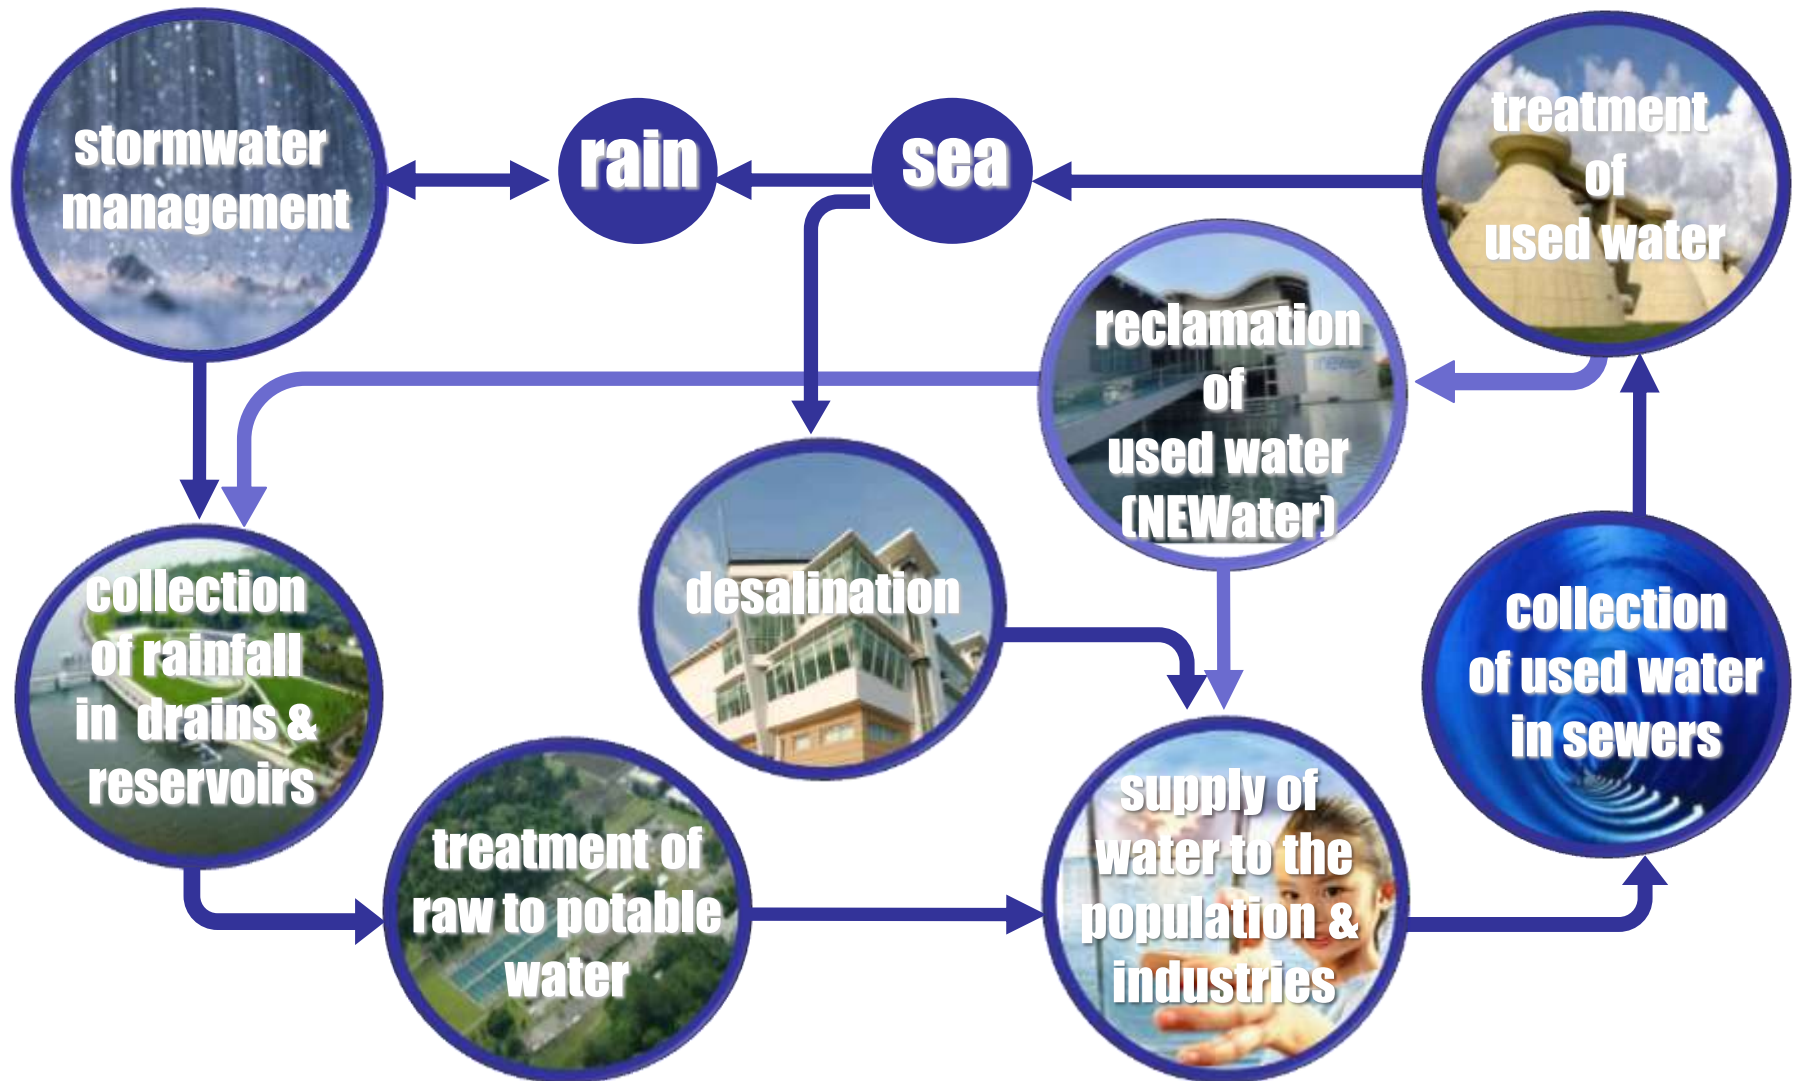 stormwater
management
rain
sea
treatment
of
used water
reclamation
of
used water
(NEWater)
collection
of rainfall
in drains &
reservoirs
desalination
collection
of used water
in sewers
treatment of
raw to potable
water
supply of
water to the
population &
industries